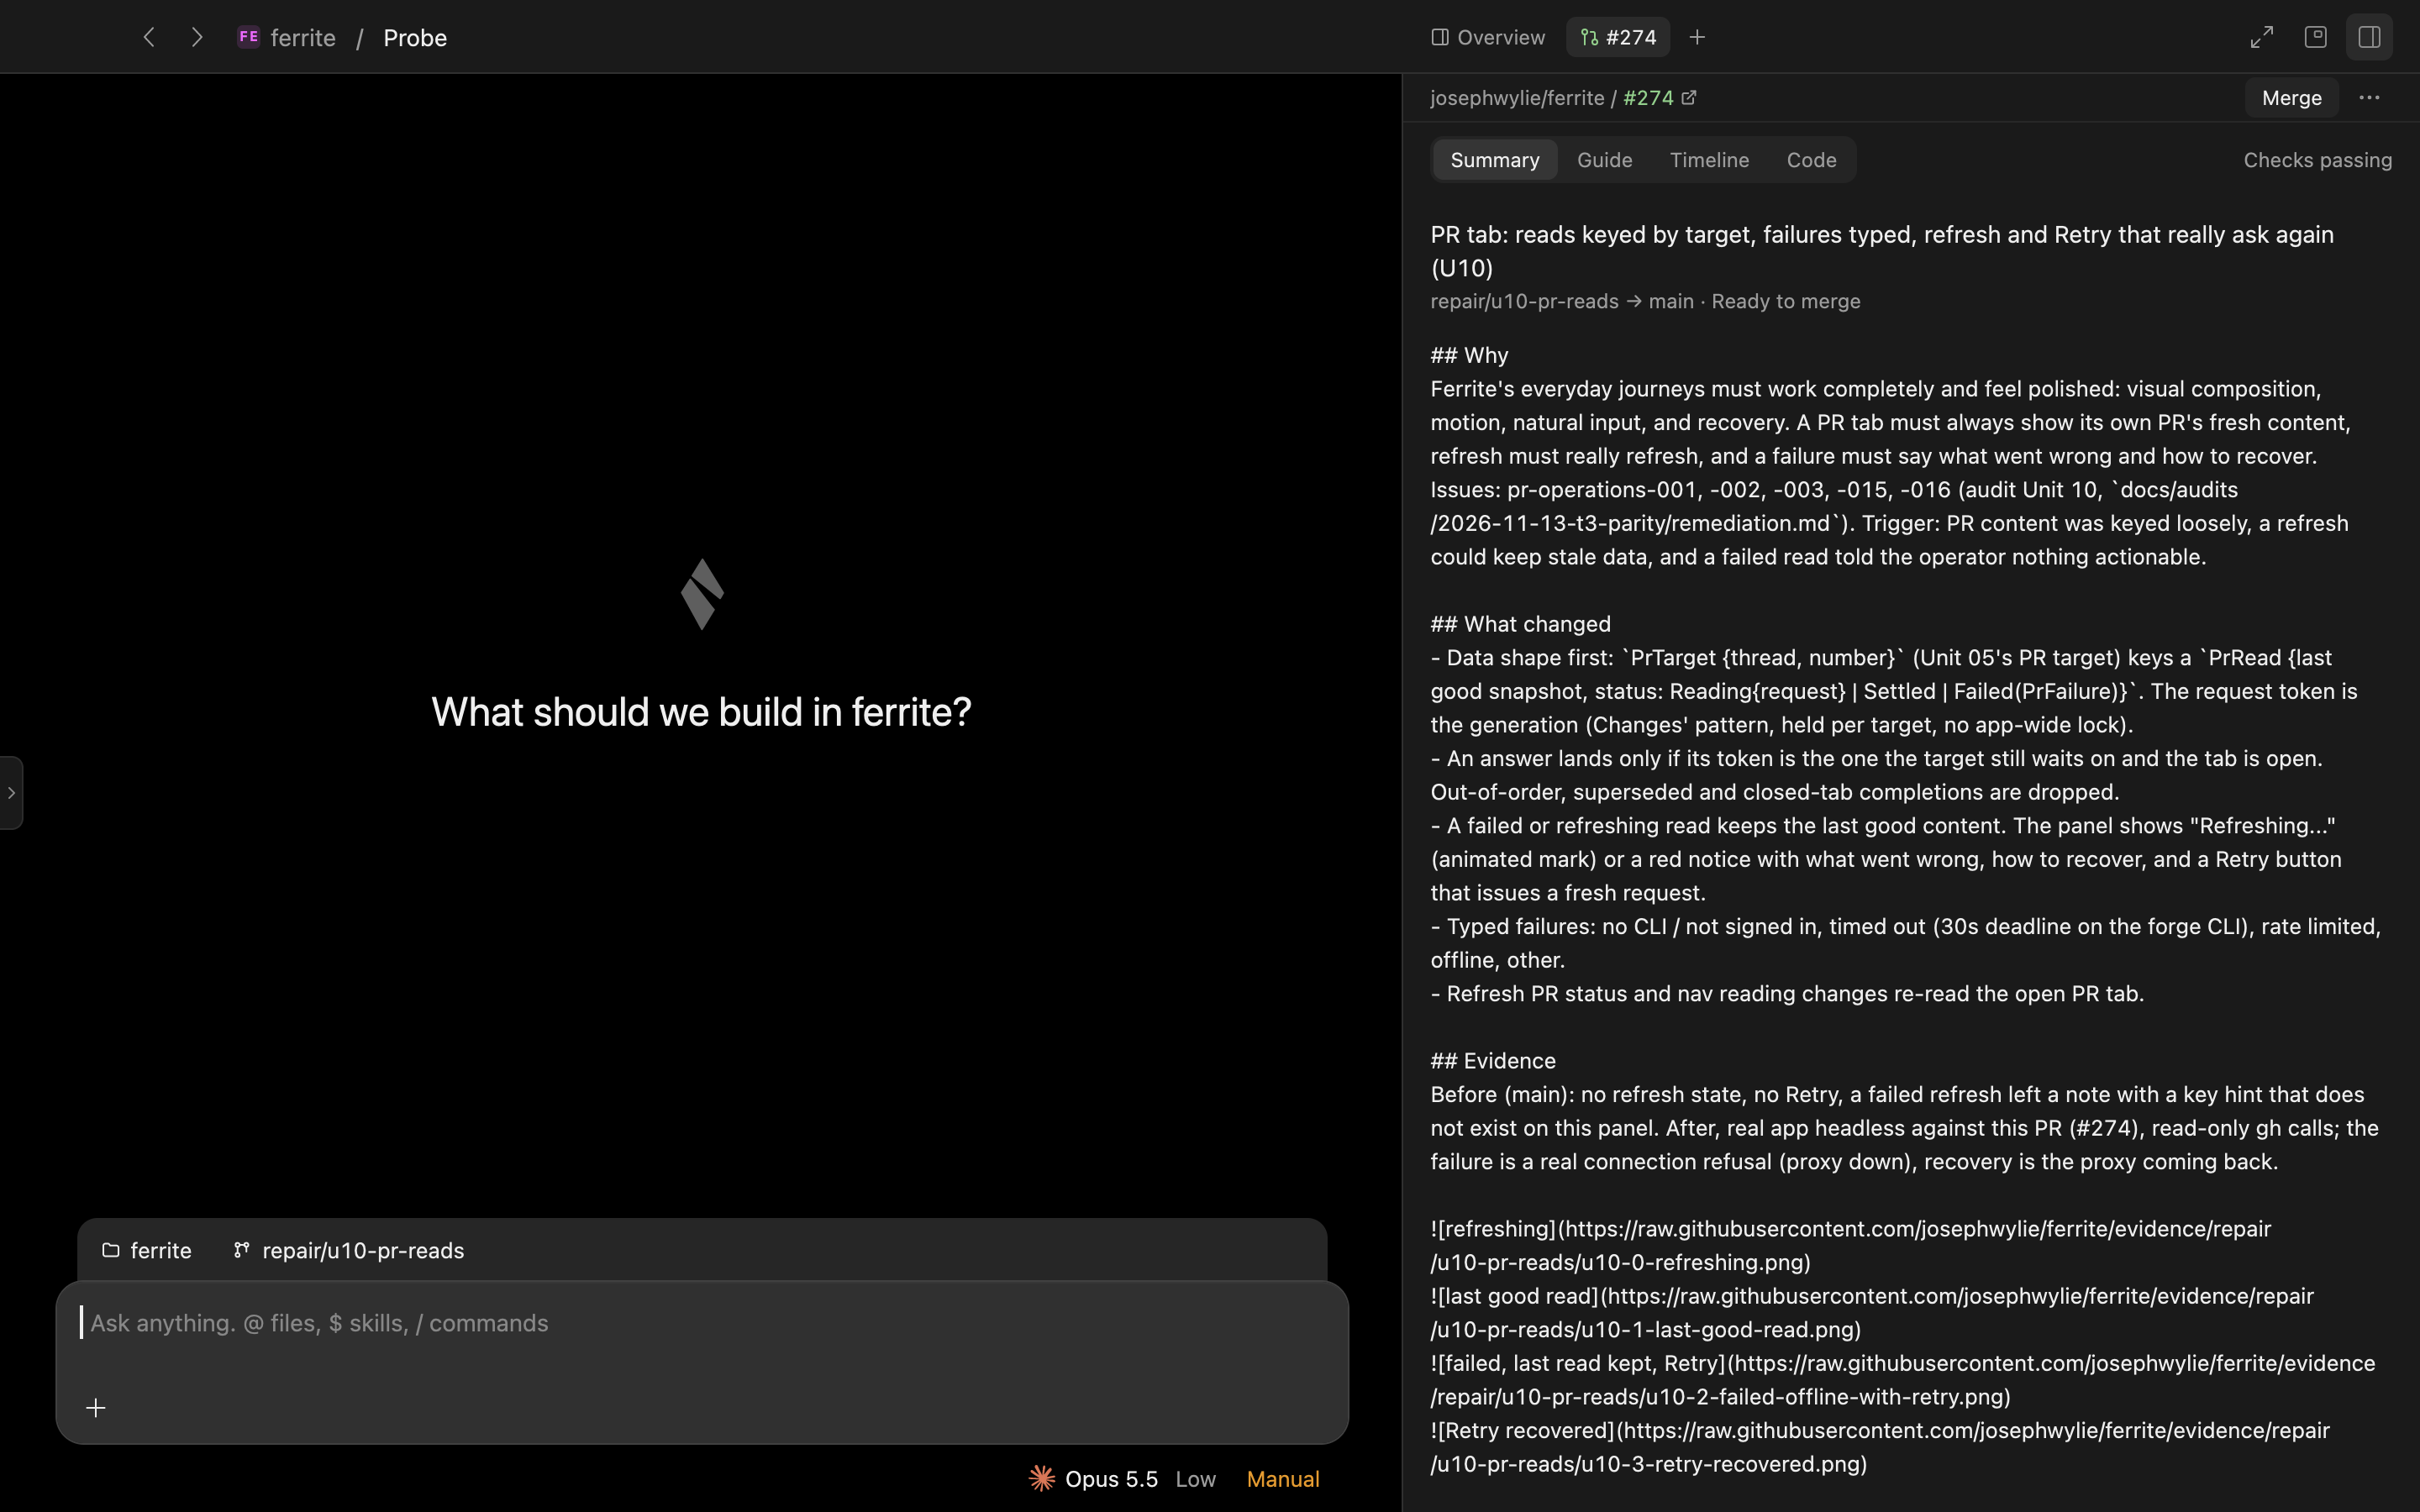 FE ferrite / Probe
Overview
#274
josephwylie/ferrite / #274
Merge
Summary Guide Timeline Code
Checks passing
PR tab: reads keyed by target, failures typed, refresh and Retry that really ask again
(U10)
repair/u10-pr-reads → main · Ready to merge
## Why
Ferrite's everyday journeys must work completely and feel polished: visual composition,
motion, natural input, and recovery. A PR tab must always show its own PR's fresh content,
refresh must really refresh, and a failure must say what went wrong and how to recover.
Issues: pr-operations-001, -002, -003, -015, -016 (audit Unit 10, `docs/audits
/2026-11-13-t3-parity/remediation.md`). Trigger: PR content was keyed loosely, a refresh
could keep stale data, and a failed read told the operator nothing actionable.
## What changed
- Data shape first: `PrTarget {thread, number}` (Unit 05's PR target) keys a `PrRead {last
good snapshot, status: Reading{request} | Settled | Failed(PrFailure)}`. The request token is
the generation (Changes' pattern, held per target, no app-wide lock).
- An answer lands only if its token is the one the target still waits on and the tab is open.
Out-of-order, superseded and closed-tab completions are dropped.
- A failed or refreshing read keeps the last good content. The panel shows "Refreshing..."
(animated mark) or a red notice with what went wrong, how to recover, and a Retry button
that issues a fresh request.
- Typed failures: no CLI / not signed in, timed out (30s deadline on the forge CLI), rate limited,
offline, other.
- Refresh PR status and nav reading changes re-read the open PR tab.
## Evidence
Before (main): no refresh state, no Retry, a failed refresh left a note with a key hint that does
not exist on this panel. After, real app headless against this PR (#274), read-only gh calls; the
failure is a real connection refusal (proxy down), recovery is the proxy coming back.
![refreshing](https://raw.githubusercontent.com/josephwylie/ferrite/evidence/repair
/u10-pr-reads/u10-0-refreshing.png)
![last good read](https://raw.githubusercontent.com/josephwylie/ferrite/evidence/repair
/u10-pr-reads/u10-1-last-good-read.png)
![failed, last read kept, Retry](https://raw.githubusercontent.com/josephwylie/ferrite/evidence
/repair/u10-pr-reads/u10-2-failed-offline-with-retry.png)
![Retry recovered](https://raw.githubusercontent.com/josephwylie/ferrite/evidence/repair
/u10-pr-reads/u10-3-retry-recovered.png)
What should we build in ferrite?
ferrite
repair/u10-pr-reads
Ask anything. @ files, $ skills, / commands
Opus 5.5 Low Manual